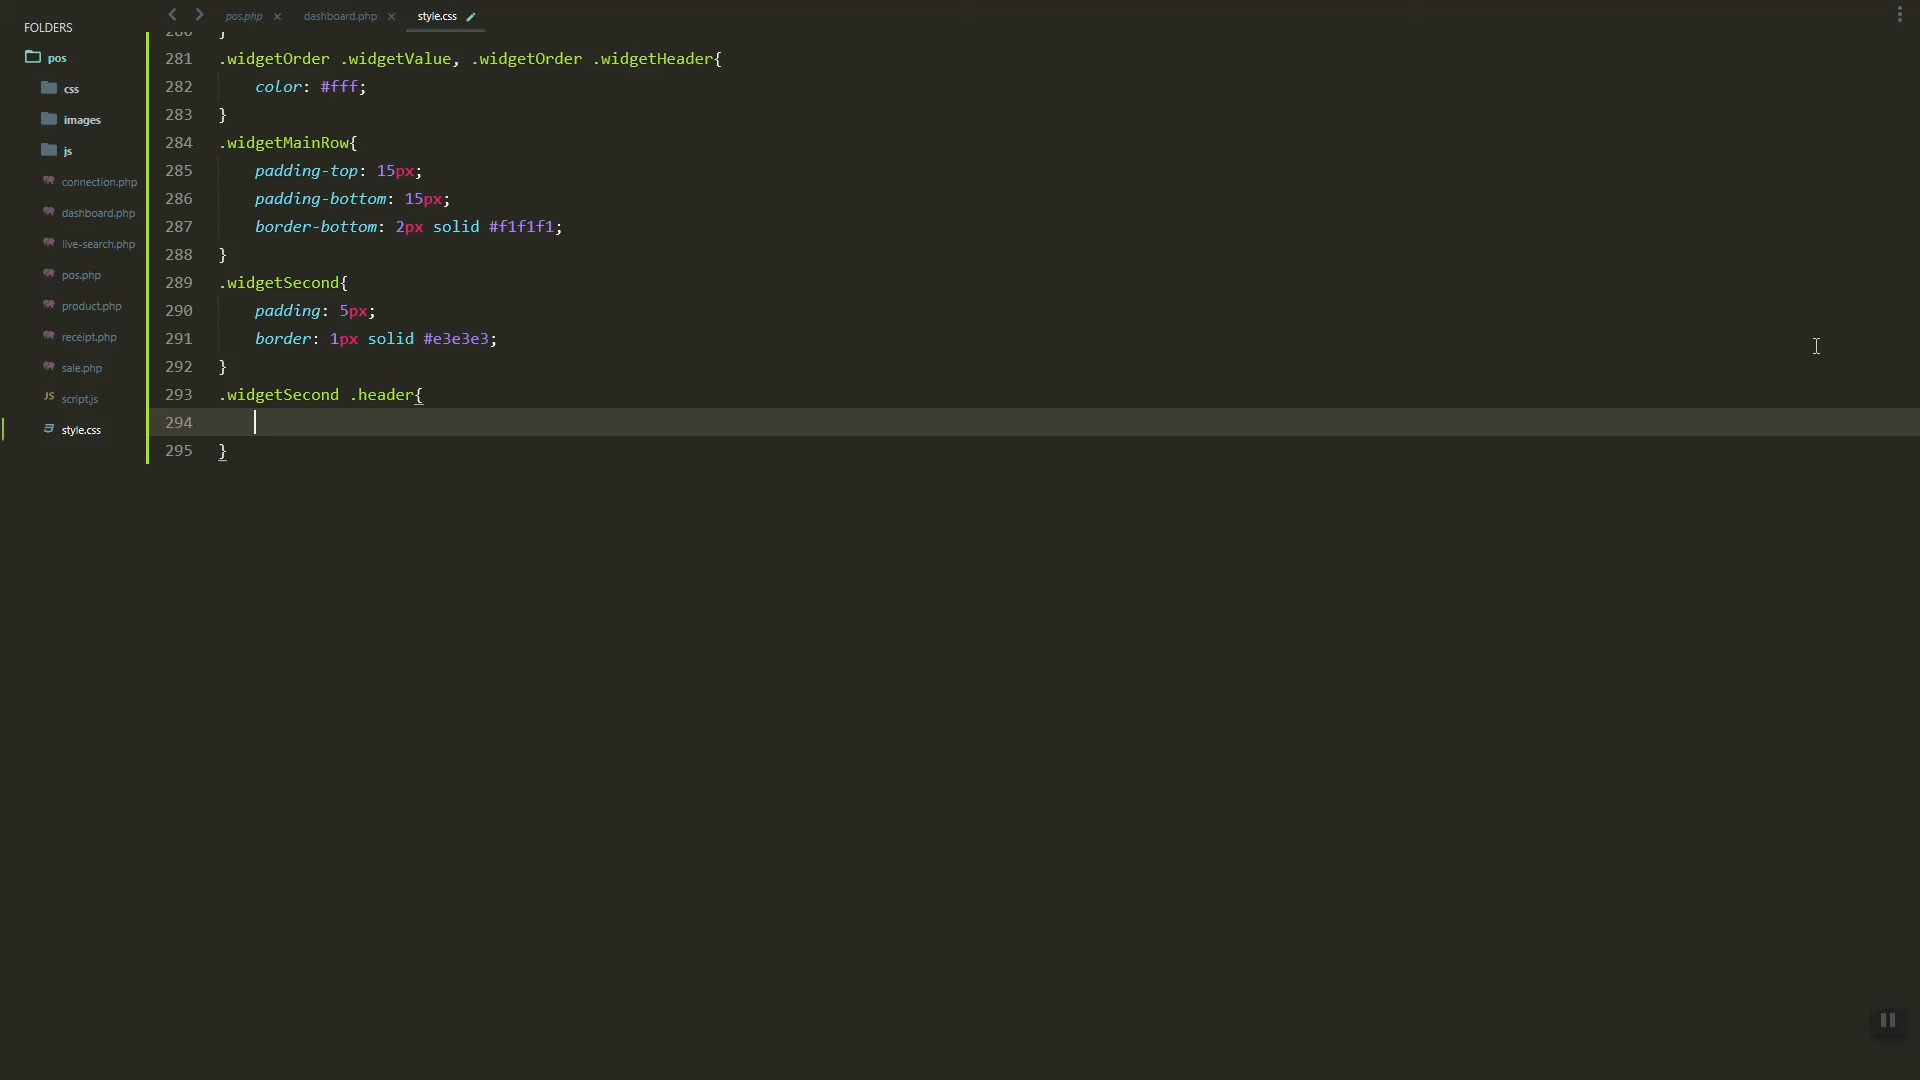 FOLDERS
pos
css
images
js
connection.php
dashboard.php
live-search.php
pos.php
product.php
receipt.php
sale.php
JS script.js
style.css
pos.php × dashboard.php × style.css
280 }
281 .widgetOrder .widgetValue, .widgetOrder .widgetHeader{
282 color: #fff;
283 }
284 .widgetMainRow{
285 padding-top: 15px;
286 padding-bottom: 15px;
287 border-bottom: 2px solid #f1f1f1;
288 }
289 .widgetSecond{
290 padding: 5px;
291 border: 1px solid #e3e3e3;
292 }
293 .widgetSecond .header{
294
295 }